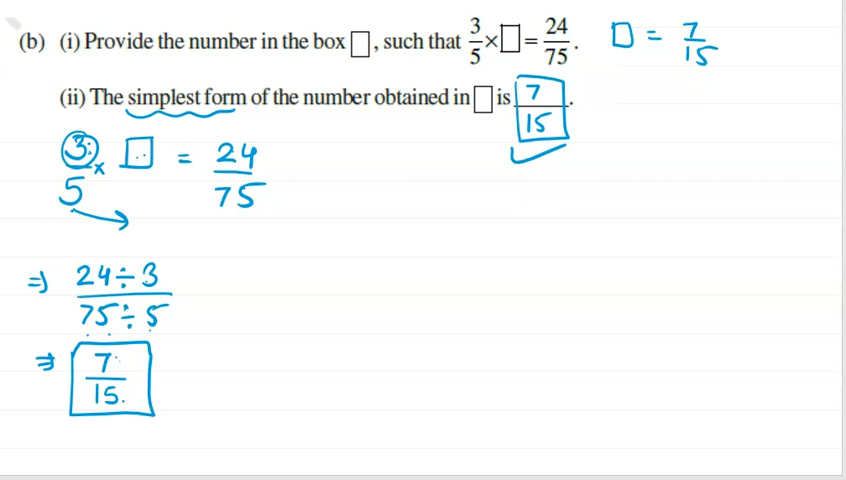 (b) (i) Provide the number in the box □, such that 3/5 × □ = 24/75. □ = 7/15
(ii) The simplest form of the number obtained in □ is 7/15.
3/5 × □ = 24/75
⇒ 24÷3/75÷5
⇒ 7/15